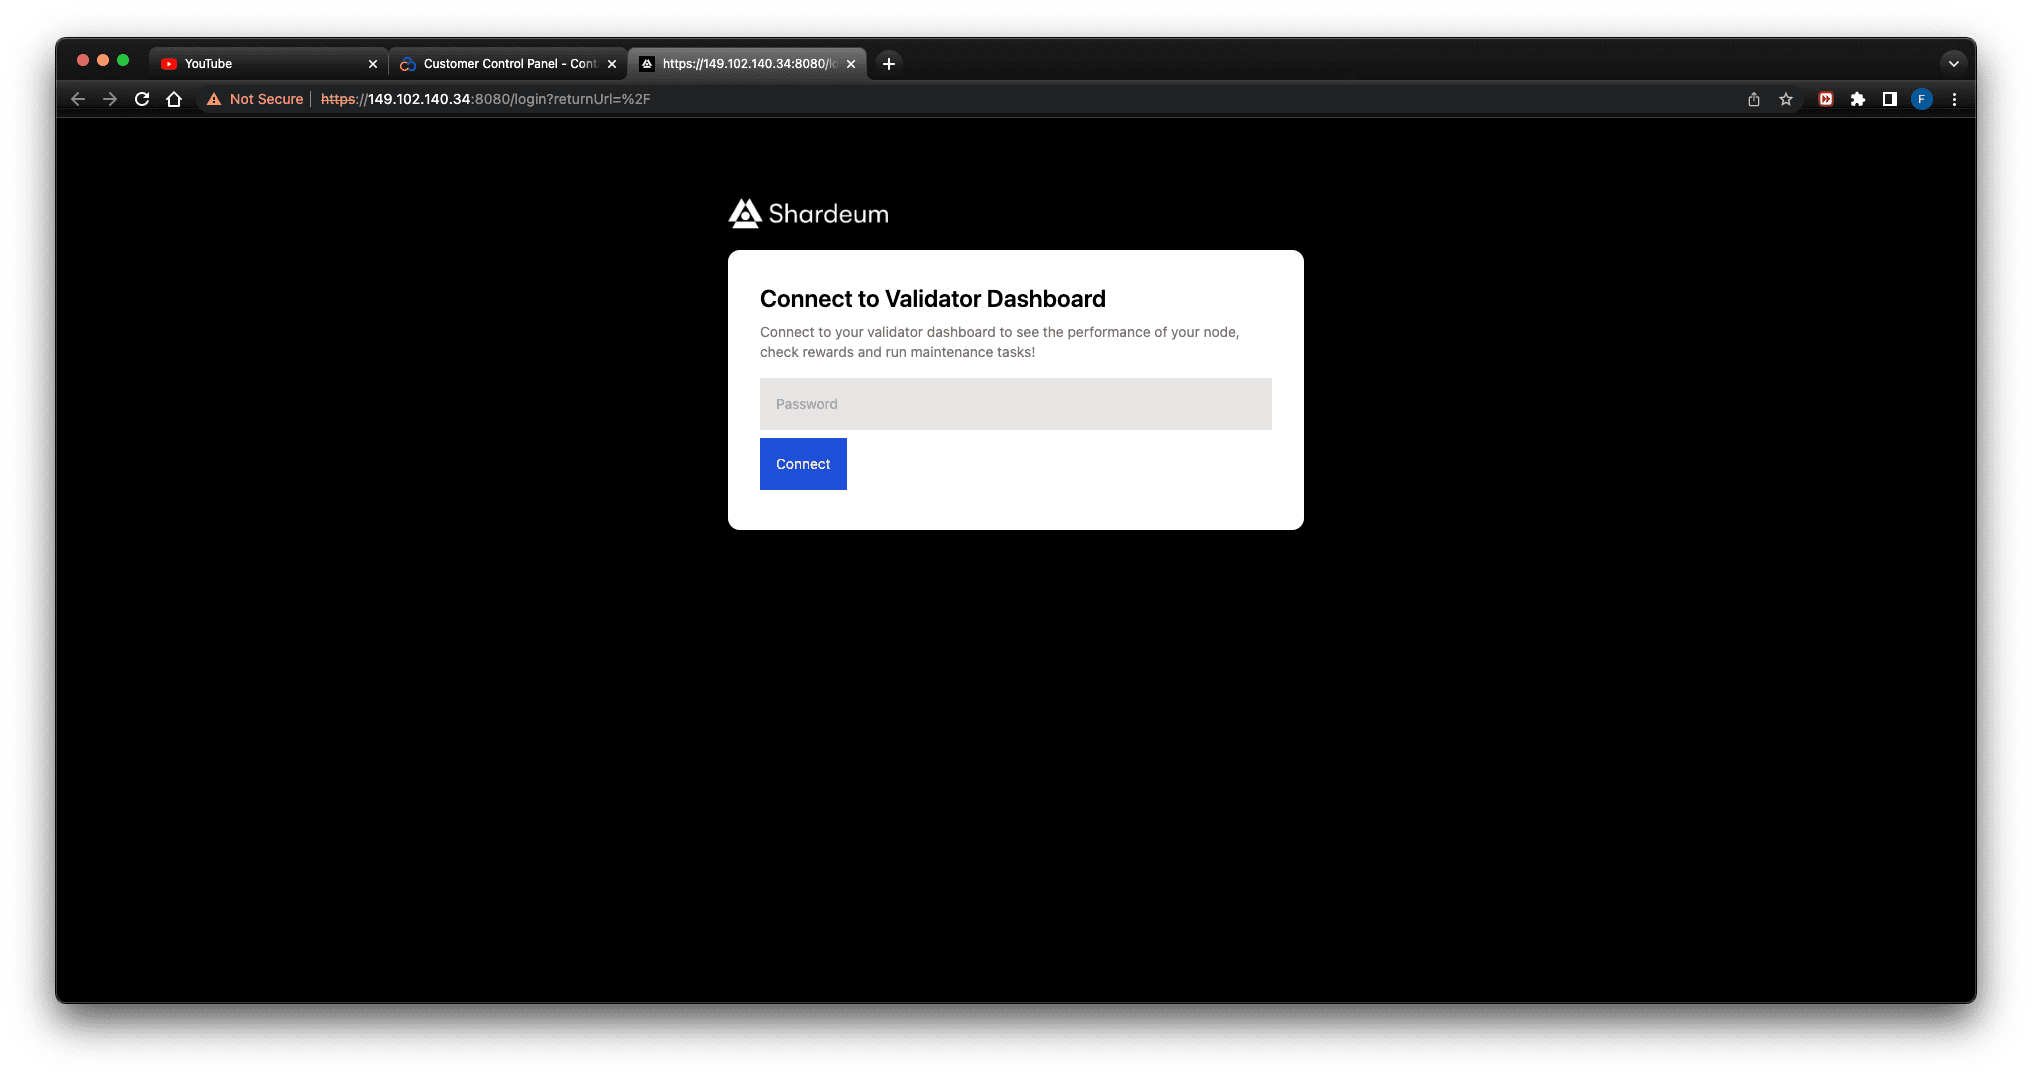 YouTube
Customer Control Panel - Cont
https://149.102.140.34:8080/lo
Not Secure
https://149.102.140.34:8080/login?returnUrl=%2F
F
Shardeum
Connect to Validator Dashboard
Connect to your validator dashboard to see the performance of your node,
check rewards and run maintenance tasks!
Password
Connect